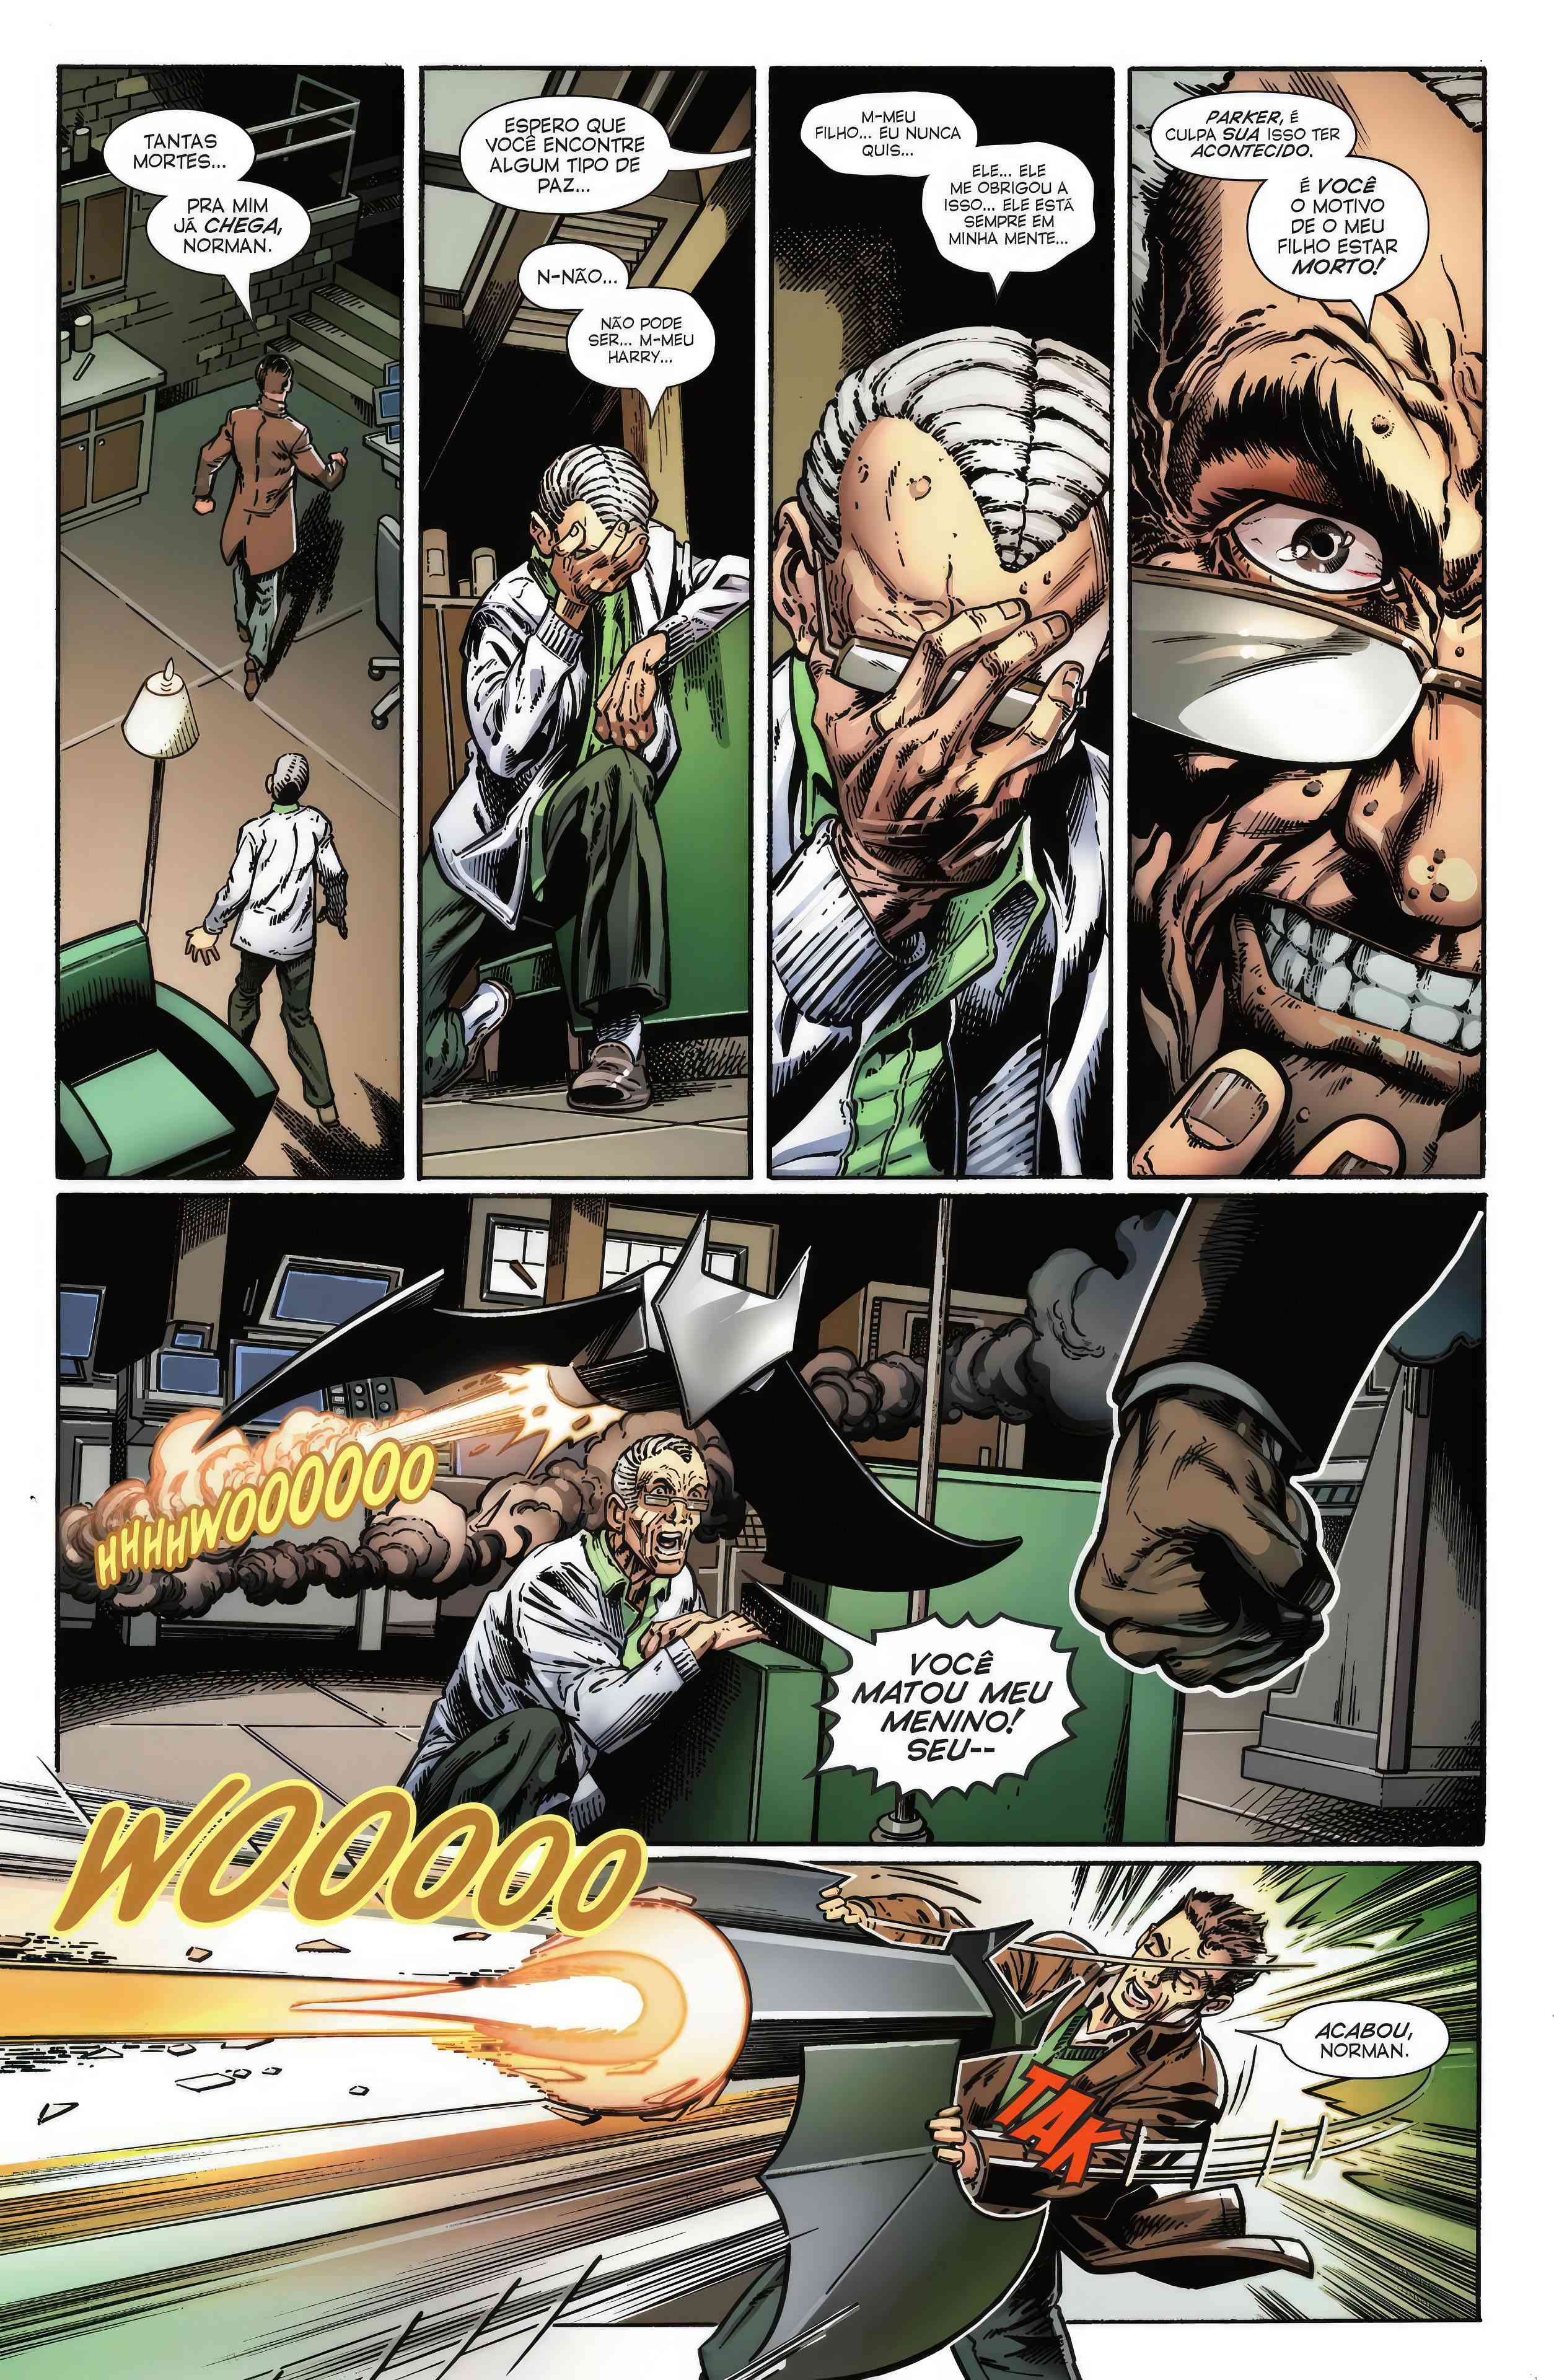 TANTAS
MORTES...
PRA MIM
JÁ CHEGA,
NORMAN.
ESPERO QUE
VOCÊ ENCONTRE
ALGUM TIPO DE
PAZ...
N-NÃO...
NÃO PODE
SER... M-MEU
HARRY...
M-MEU
FILHO... EU NUNCA
QUIS...
ELE... ELE
ME OBRIGOU A
ISSO... ELE ESTÁ
SEMPRE EM
MINHA MENTE...
PARKER, É
CULPA SUA ISSO TER
ACONTECIDO.
É VOCÊ
O MOTIVO
DE O MEU
FILHO ESTAR
MORTO!
HHHHWOOOOOO
VOCÊ
MATOU MEU
MENINO!
SEU--
WOOOOO
ACABOU,
NORMAN.
TAK